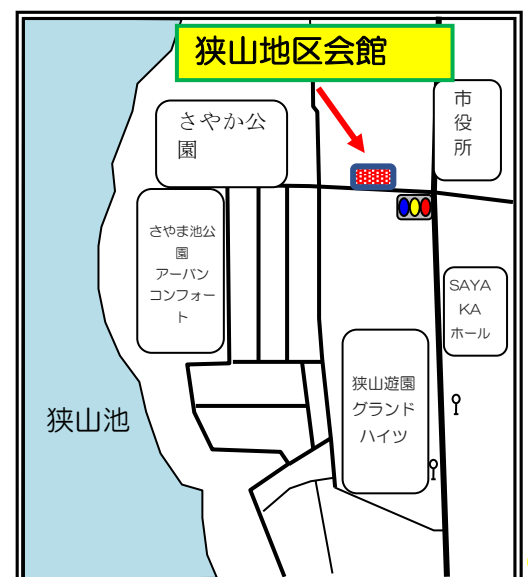 狭山地区会館
市
役
所
さやか公
園
さやま池公
園
アーバン
コンフォー
ト
SAYA
KA
ホール
狭山遊園
グランド
ハイツ
狭山池